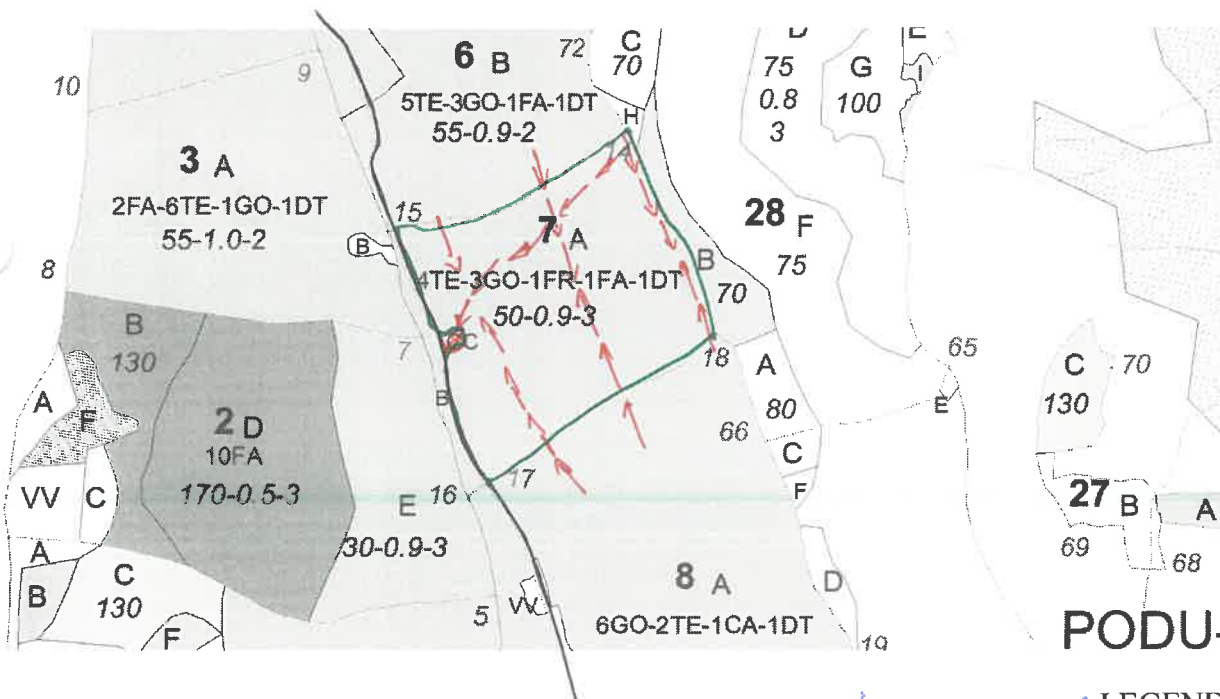 10
9
6 B
5TE-3GO-1FA-1DT
55-0.9-2
72
C
70
H
14
D
75
0.8
3
G
100
E
I
3 A
2FA-6TE-1GO-1DT
55-1.0-2
15
B
7 A
4TE-3GO-1FR-1FA-1DT
50-0.9-3
B
70
28 F
75
8
B
130
7
CC
B
18
A
80
66
C
F
65
E
C
130
70
A
F
2 D
10FA
170-0.5-3
VV
C
E
30-0.9-3
16
17
27 B
A
69
68
A
B
C
130
F
5
VV
8 A
6GO-2TE-1CA-1DT
D
19
PODU-
LEGEND